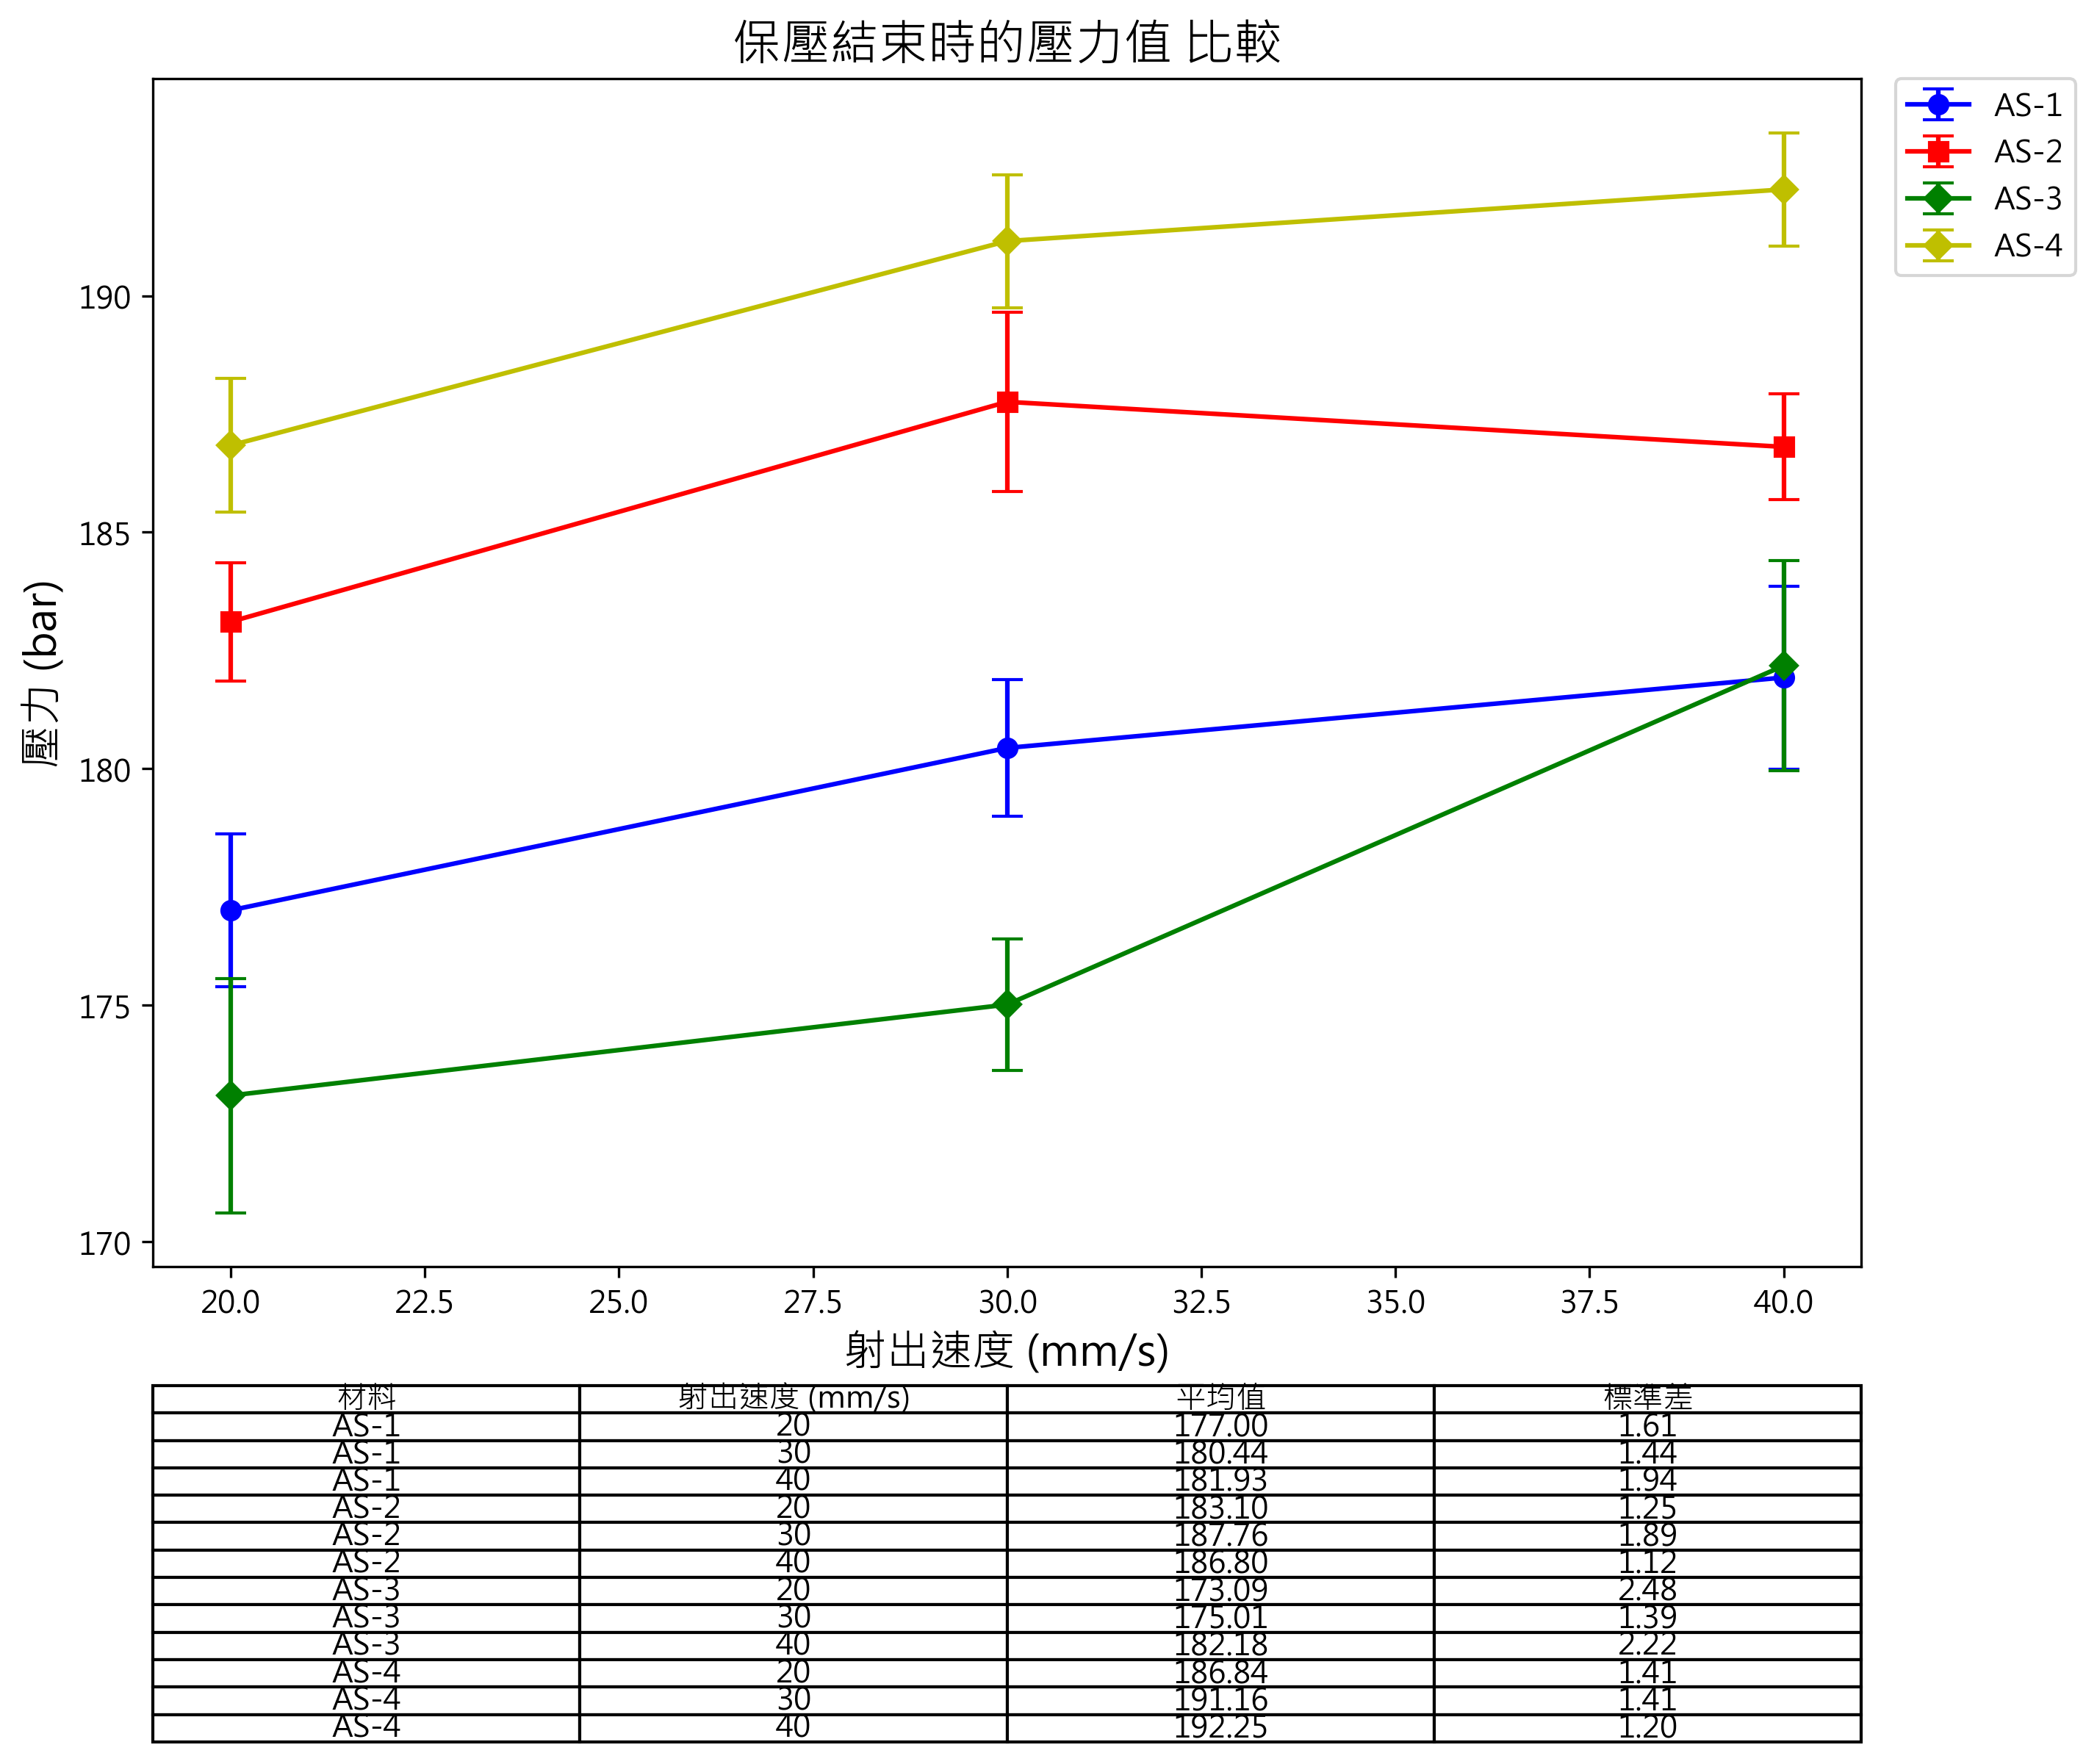 保壓結束時的壓力值 比較
AS-1
AS-2
AS-3
AS-4
壓力 (bar)
190
185
180
175
170
20.0 22.5 25.0 27.5 30.0 32.5 35.0 37.5 40.0
射出速度 (mm/s)
材料 射出速度 (mm/s) 平均值 標準差
AS-1 20 177.00 1.61
AS-1 30 180.44 1.44
AS-1 40 181.93 1.94
AS-2 20 183.10 1.25
AS-2 30 187.76 1.89
AS-2 40 186.80 1.12
AS-3 20 173.09 2.48
AS-3 30 175.01 1.39
AS-3 40 182.18 2.22
AS-4 20 186.84 1.41
AS-4 30 191.16 1.41
AS-4 40 192.25 1.20